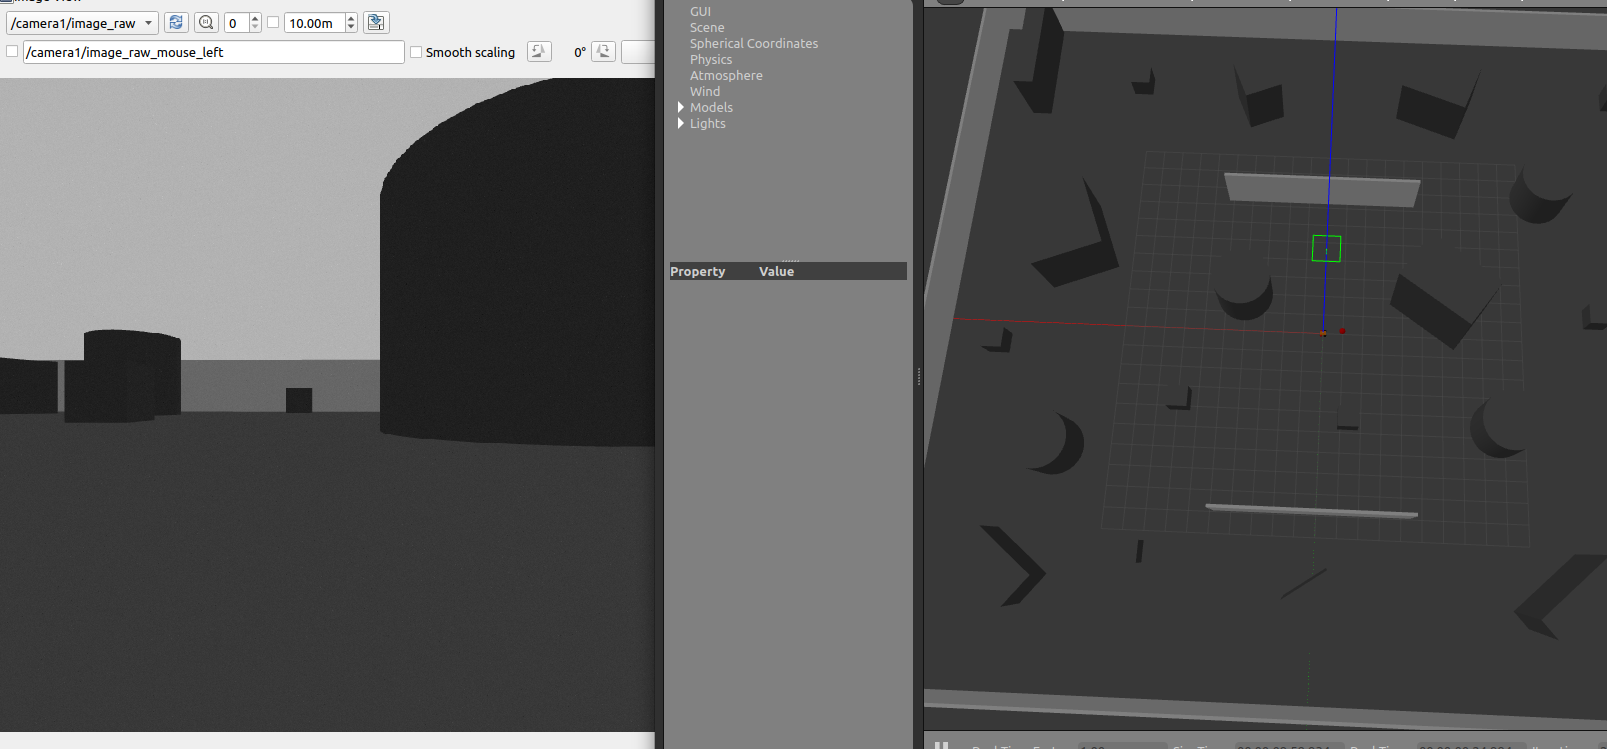 /camera1/image_raw
0
10.00m
/camera1/image_raw_mouse_left
Smooth scaling
0°
GUI
Scene
Spherical Coordinates
Physics
Atmosphere
Wind
Models
Lights
Property Value